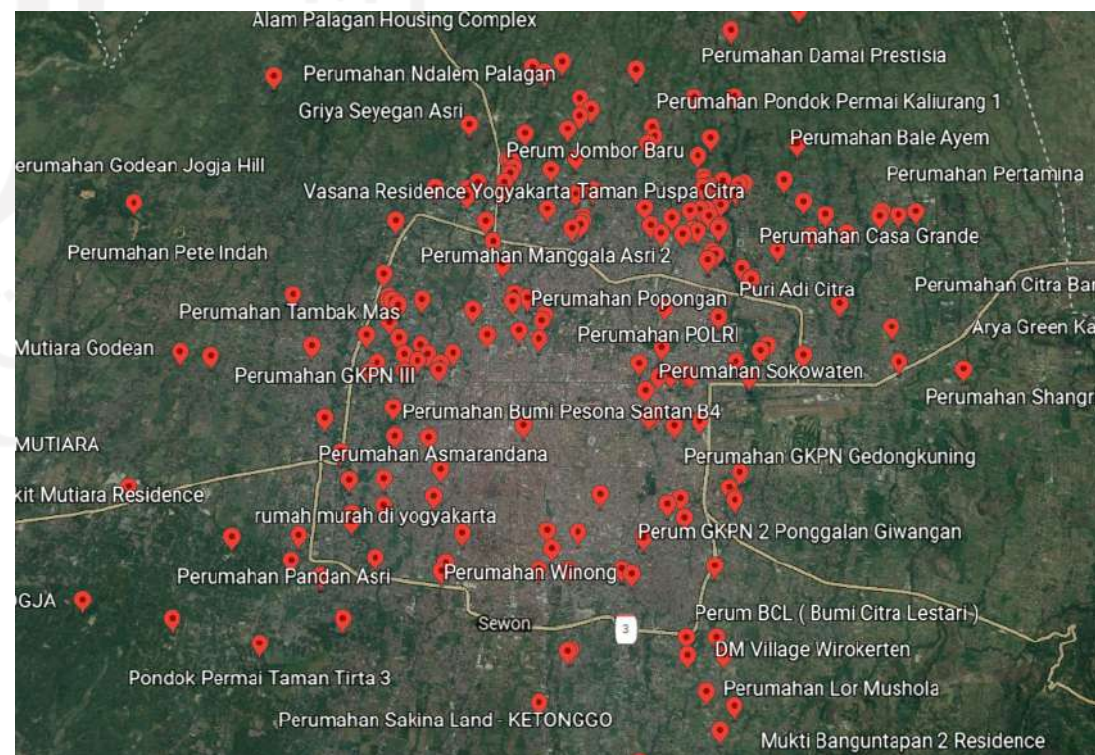 Alam Palagan Housing Complex
Perumahan Damai Prestisia
Perumahan Ndalem Palagan
Perumahan Pondok Permai Kaliurang 1
Griya Seyegan Asri
Perumahan Bale Ayem
Perum Jombor Baru
erumahan Godean Jogja Hill
Perumahan Pertamina
Vasana Residence Yogyakarta
Taman Puspa Citra
Perumahan Casa Grande
Perumahan Pete Indah
Perumahan Manggala Asri 2
Puri Adi Citra
Perumahan Citra Ban
Perumahan Popongan
Perumahan Tambak Mas
Arya Green Ka
Perumahan POLRI
Mutiara Godean
Perumahan GKPN III
Perumahan Sokowaten
Perumahan Shangr
Perumahan Bumi Pesona Santan B4
MUTIARA
Perumahan Asmarandana
Perumahan GKPN Gedongkuning
kit Mutiara Residence
rumah murah di yogyakarta
Perum GKPN 2 Ponggalan Giwangan
Perumahan Pandan Asri
Perumahan Winong
OGJA
Perum BCL ( Bumi Citra Lestari )
Sewon
3
DM Village Wirokerten
Pondok Permai Taman Tirta 3
Perumahan Lor Mushola
Perumahan Sakina Land - KETONGGO
Mukti Banguntapan 2 Residence